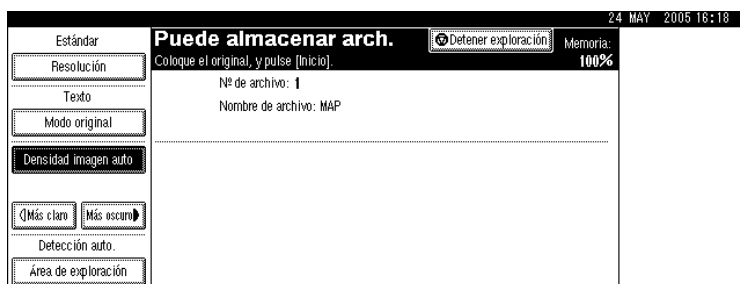 24 MAY 2005 16:18
Estándar
Resolución
Texto
Modo original
Densidad imagen auto
Más claro
Más oscuro
Detección auto.
Área de exploración
Puede almacenar arch.
Detener exploración
Memoria:
100%
Coloque el original, y pulse [Inicio].
Nº de archivo: 1
Nombre de archivo: MAP